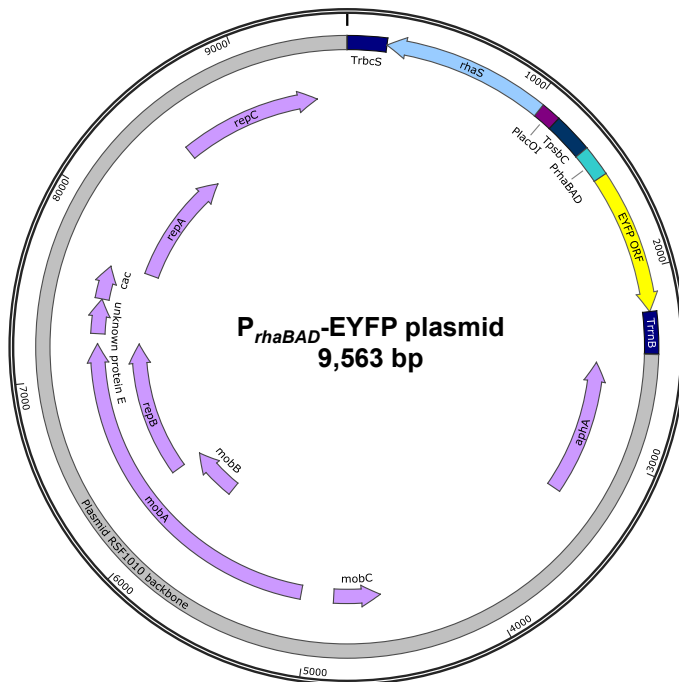 9000
TrbcS
rhaS
1000
PlacOI
TpsbC
PrhaBAD
EYFP ORF
2000
TrrnB
repC
8000
repA
cac
unknown protein E
PrhaBAD-EYFP plasmid
9,563 bp
7000
repB
aphA
3000
mobB
mobA
Plasmid RSF1010 backbone
6000
mobC
4000
5000